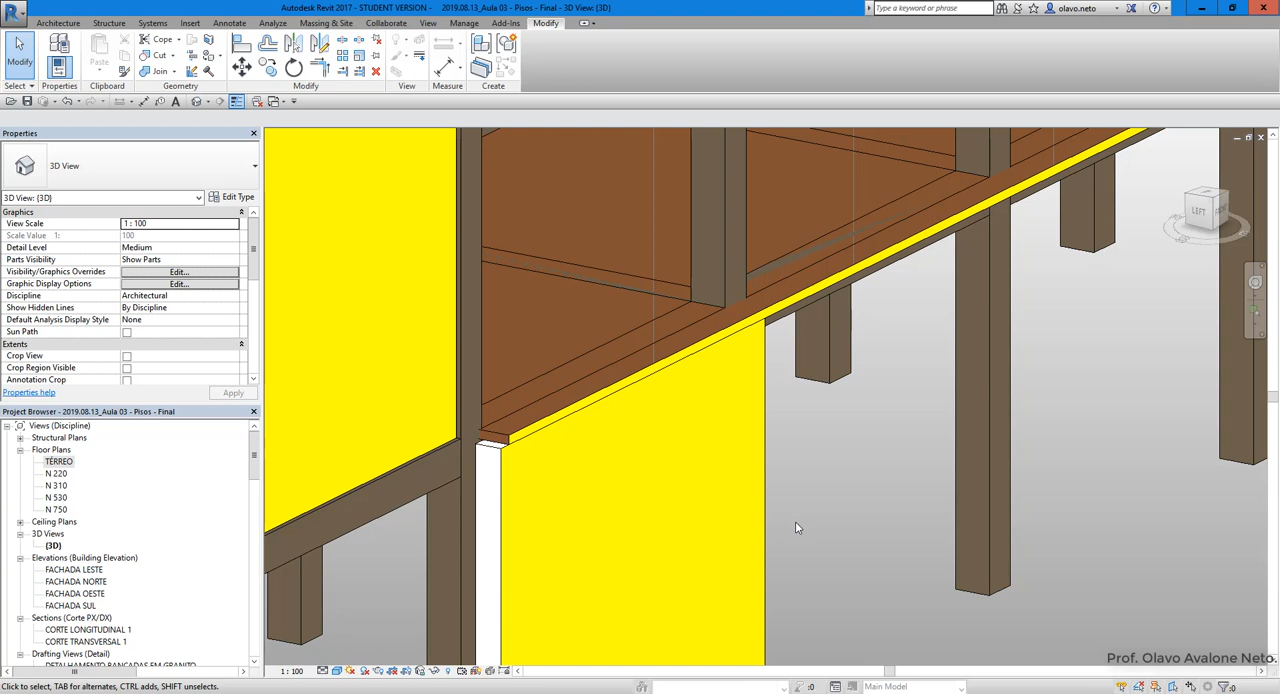 Autodesk Revit 2017 - STUDENT VERSION - 2019.08.13_Aula 03 - Pisos - Final - 3D View: {3D}
Type a keyword or phrase
olavo.neto
Architecture Structure Systems Insert Annotate Analyze Massing & Site Collaborate View Manage Add-Ins Modify
Modify
Paste
Cope
Cut
Join
Select Properties Clipboard Geometry Modify View Measure Create
Properties
3D View
3D View: {3D}
Edit Type
Graphics
View Scale 1 : 100
Scale Value 1: 100
Detail Level Medium
Parts Visibility Show Parts
Visibility/Graphics Overrides Edit...
Graphic Display Options Edit...
Discipline Architectural
Show Hidden Lines By Discipline
Default Analysis Display Style None
Sun Path
Extents
Crop View
Crop Region Visible
Annotation Crop
Properties help
Apply
Project Browser - 2019.08.13_Aula 03 - Pisos - Final
Views (Discipline)
Structural Plans
Floor Plans
TÉRREO
N 220
N 310
N 530
N 750
Ceiling Plans
3D Views
{3D}
Elevations (Building Elevation)
FACHADA LESTE
FACHADA NORTE
FACHADA OESTE
FACHADA SUL
Sections (Corte PX/DX)
CORTE LONGITUDINAL 1
CORTE TRANSVERSAL 1
Drafting Views (Detail)
DETALHAMENTO BANCADAS EM GRANITO
LEFT
FRONT
1 : 100
Prof. Olavo Avalone Neto.
Click to select, TAB for alternates, CTRL adds, SHIFT unselects.
:0
Main Model
:0